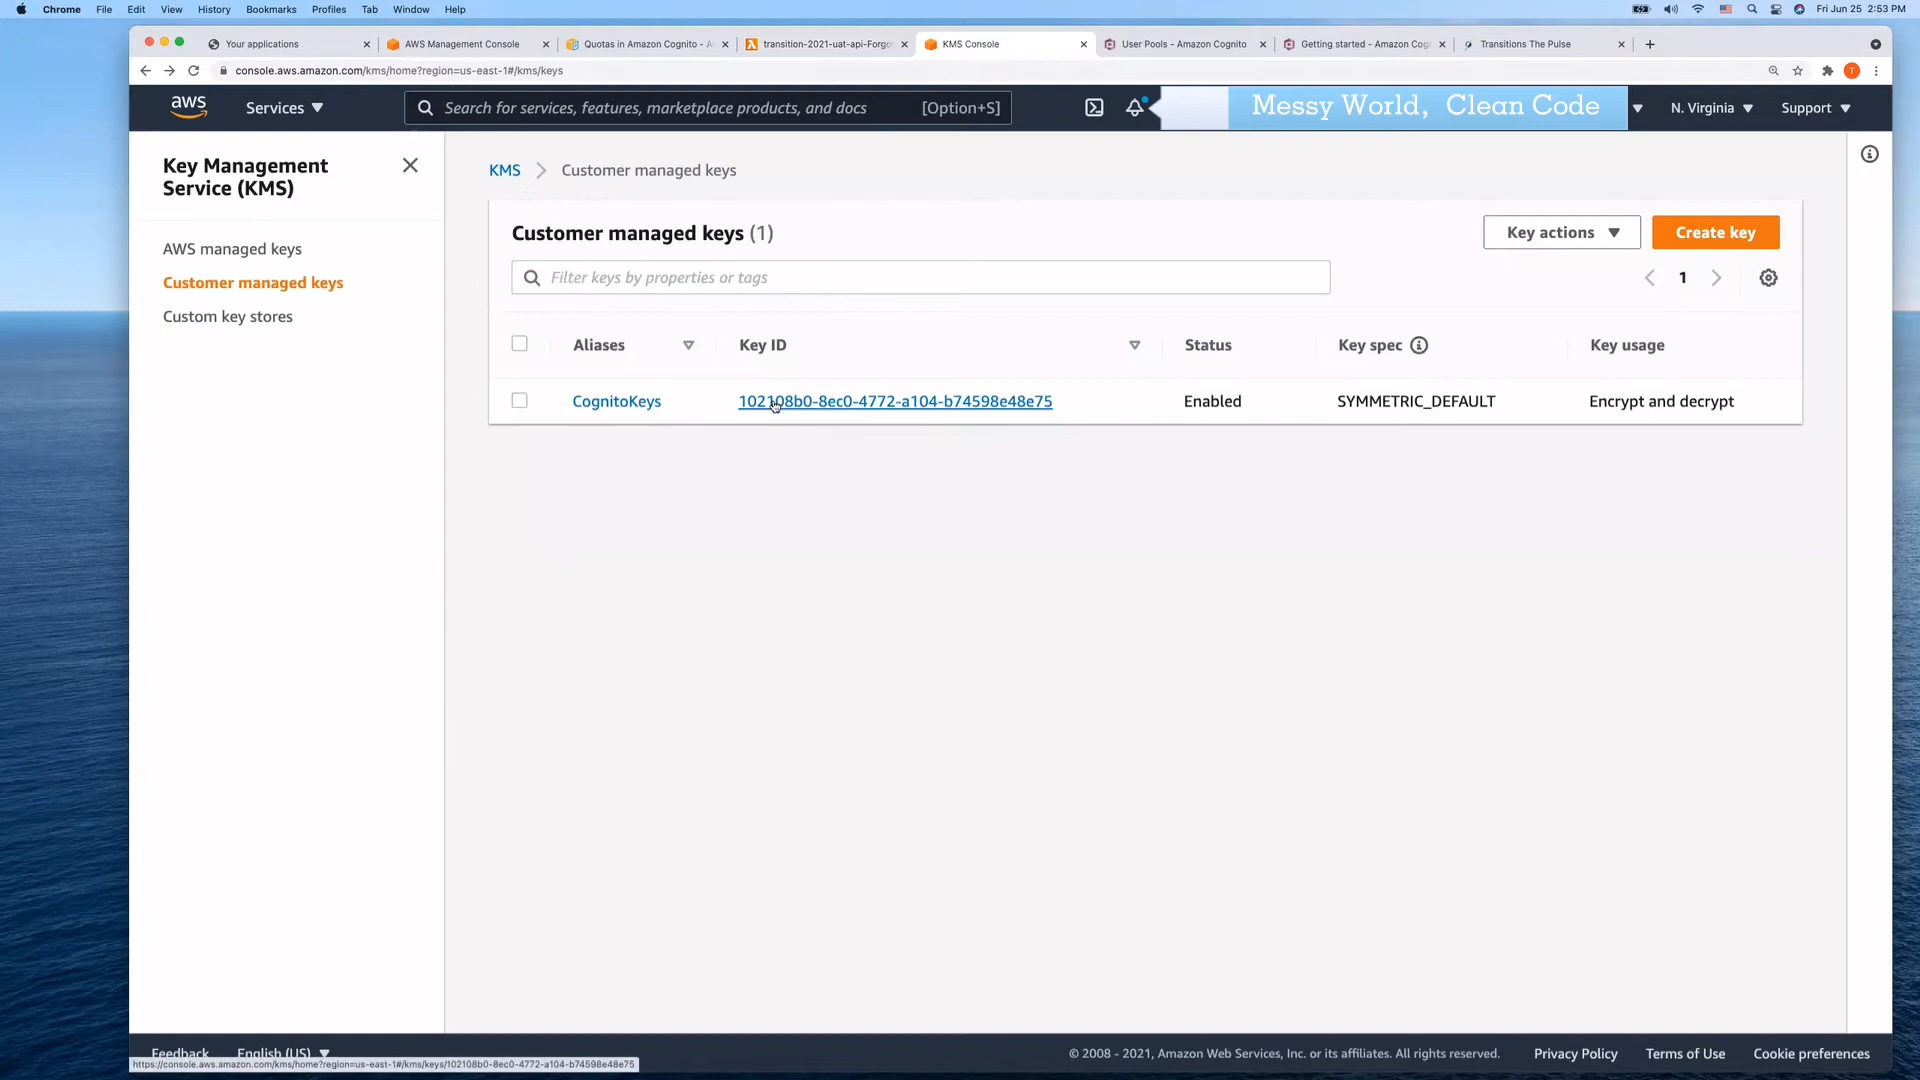 Chrome File Edit View History Bookmarks Profiles Tab Window Help Fri Jun 25 2:53 PM
Your applications AWS Management Console Quotas in Amazon Cognito - A transition-2021-uat-api-Forgo KMS Console User Pools - Amazon Cognito Getting started - Amazon Cog Transitions The Pulse
console.aws.amazon.com/kms/home?region=us-east-1#/kms/keys T
aws Services Search for services, features, marketplace products, and docs [Option+S] Messy World, Clean Code N. Virginia Support
Key Management
Service (KMS)
AWS managed keys
Customer managed keys
Custom key stores
KMS Customer managed keys
Customer managed keys (1) Key actions Create key
Filter keys by properties or tags 1
Aliases Key ID Status Key spec Key usage
CognitoKeys 102108b0-8ec0-4772-a104-b74598e48e75 Enabled SYMMETRIC_DEFAULT Encrypt and decrypt
Feedback English (US) © 2008 - 2021, Amazon Web Services, Inc. or its affiliates. All rights reserved. Privacy Policy Terms of Use Cookie preferences
https://console.aws.amazon.com/kms/home?region=us-east-1#/kms/keys/102108b0-8ec0-4772-a104-b74598e48e75